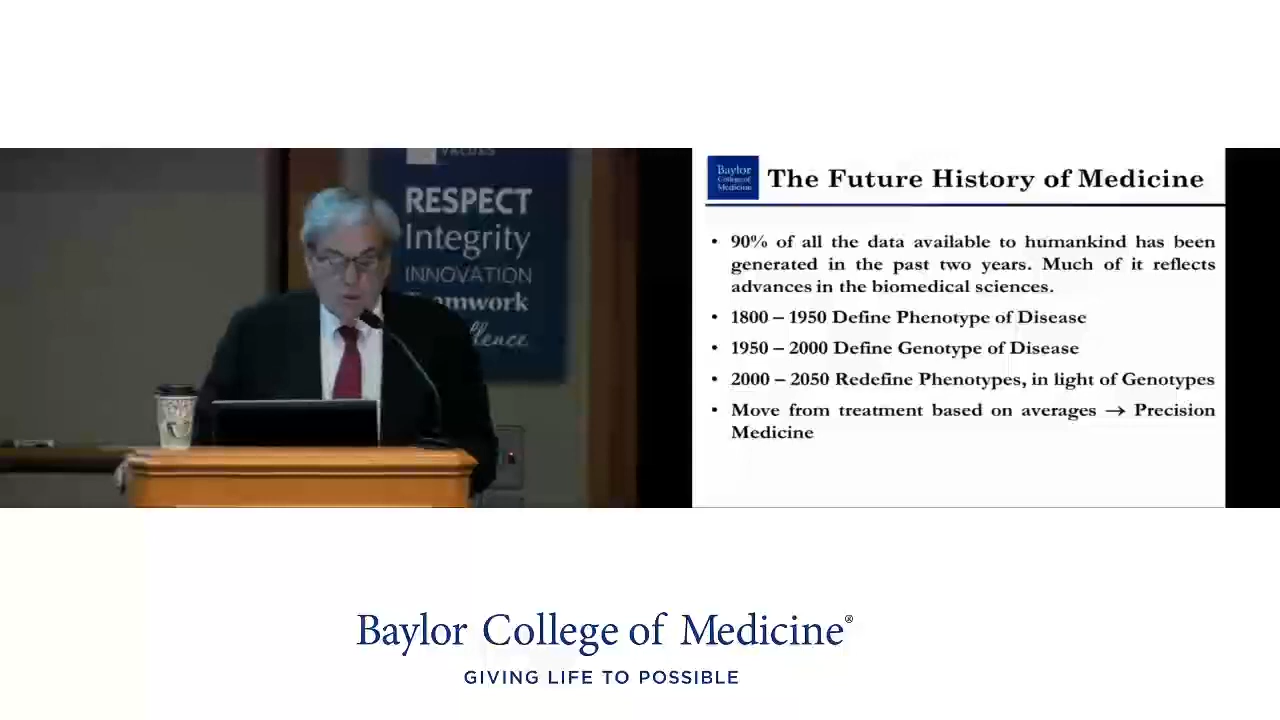 VALUES
RESPECT
Integrity
INNOVATION
Teamwork
Baylor
College of
Medicine
The Future History of Medicine
• 90% of all the data available to humankind has been
generated in the past two years. Much of it reflects
advances in the biomedical sciences.
• 1800 – 1950 Define Phenotype of Disease
• 1950 – 2000 Define Genotype of Disease
• 2000 – 2050 Redefine Phenotypes, in light of Genotypes
• Move from treatment based on averages → Precision
Medicine
Baylor College of Medicine®
GIVING LIFE TO POSSIBLE